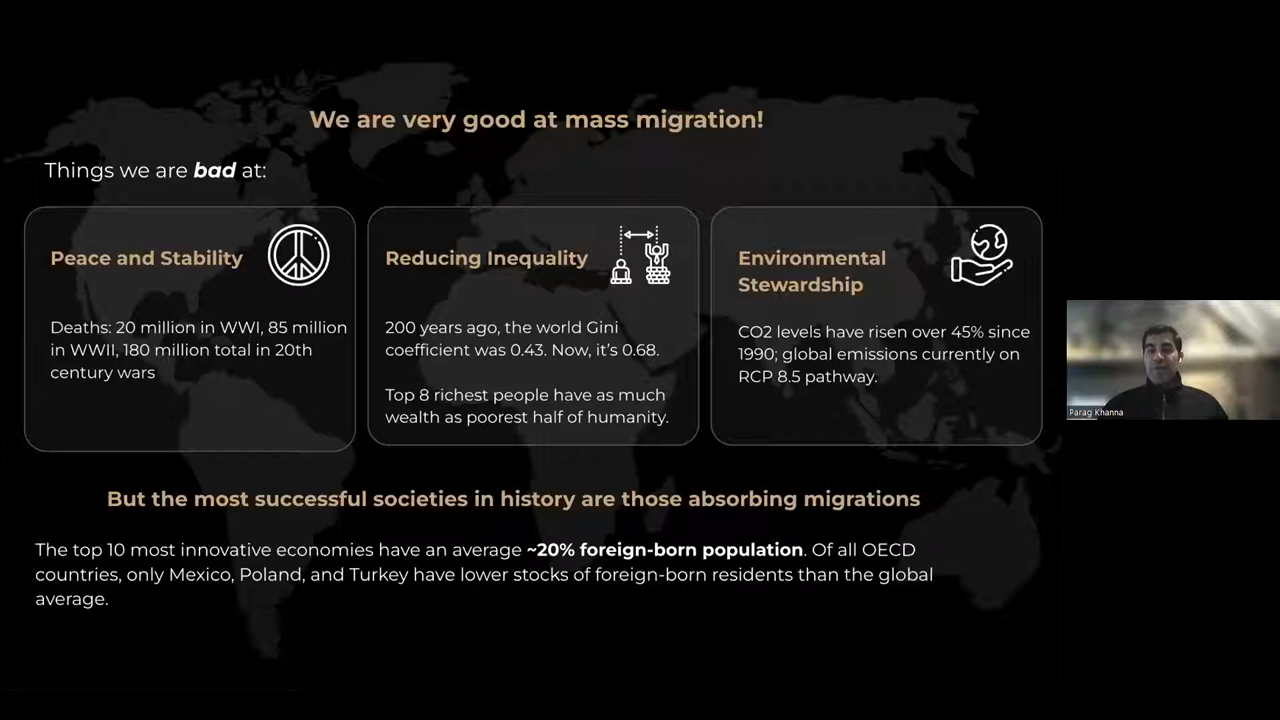 We are very good at mass migration!
Things we are bad at:
Peace and Stability
Deaths: 20 million in WWI, 85 million
in WWII, 180 million total in 20th
century wars
Reducing Inequality
200 years ago, the world Gini
coefficient was 0.43. Now, it’s 0.68.
Top 8 richest people have as much
wealth as poorest half of humanity.
Environmental
Stewardship
CO2 levels have risen over 45% since
1990; global emissions currently on
RCP 8.5 pathway.
Parag Khanna
But the most successful societies in history are those absorbing migrations
The top 10 most innovative economies have an average ~20% foreign-born population. Of all OECD
countries, only Mexico, Poland, and Turkey have lower stocks of foreign-born residents than the global
average.